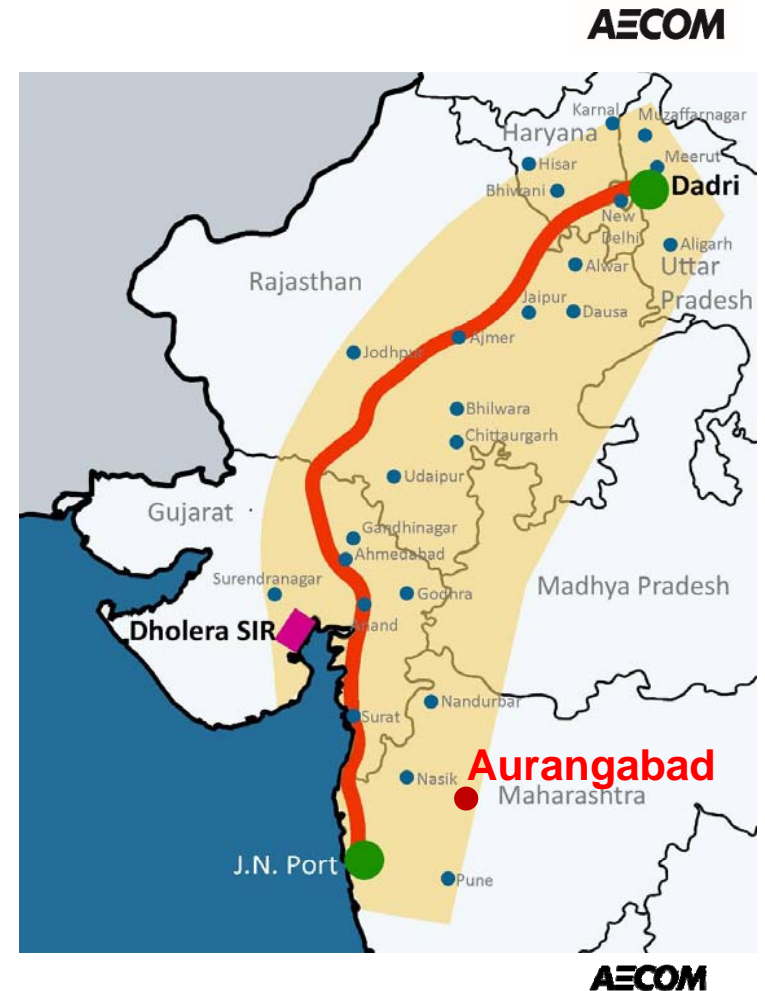 AECOM
Karnal
Muzaffarnagar
Haryana
Meerut
Hisar
Dadri
Bhiwani
New
Delhi
Aligarh
Uttar
Pradesh
Alwar
Rajasthan
Jaipur
Dausa
Ajmer
Jodhpur
Bhilwara
Chittaurgarh
Udaipur
Gujarat
Gandhinagar
Ahmedabad
Surendranagar
Godhra
Madhya Pradesh
Anand
Dholera SIR
Nandurbar
Surat
Aurangabad
Nasik
Maharashtra
J.N. Port
Pune
AECOM